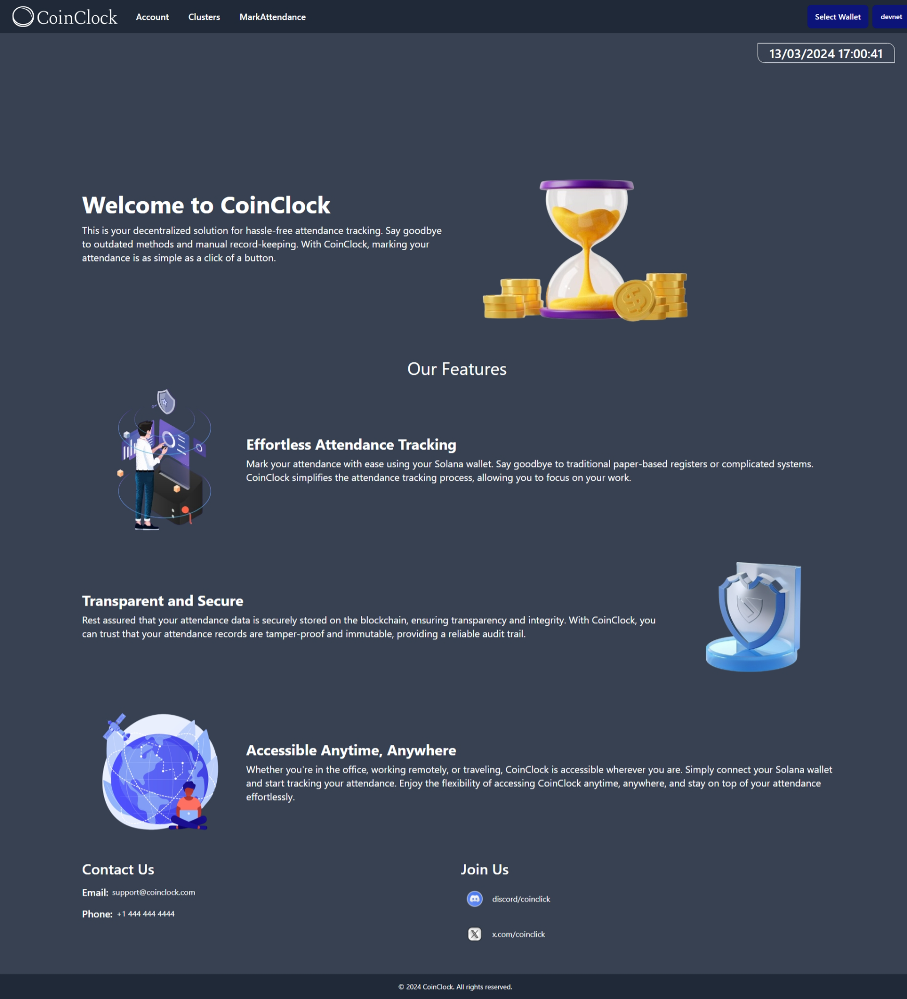 CoinClock
Account
Clusters
MarkAttendance
Select Wallet
devnet
13/03/2024 17:00:41
Welcome to CoinClock
This is your decentralized solution for hassle-free attendance tracking. Say goodbye
to outdated methods and manual record-keeping. With CoinClock, marking your
attendance is as simple as a click of a button.
Our Features
Effortless Attendance Tracking
Mark your attendance with ease using your Solana wallet. Say goodbye to traditional paper-based registers or complicated systems.
CoinClock simplifies the attendance tracking process, allowing you to focus on your work.
Transparent and Secure
Rest assured that your attendance data is securely stored on the blockchain, ensuring transparency and integrity. With CoinClock, you
can trust that your attendance records are tamper-proof and immutable, providing a reliable audit trail.
Accessible Anytime, Anywhere
Whether you're in the office, working remotely, or traveling, CoinClock is accessible wherever you are. Simply connect your Solana wallet
and start tracking your attendance. Enjoy the flexibility of accessing CoinClock anytime, anywhere, and stay on top of your attendance
effortlessly.
Contact Us
Email: support@coinclock.com
Phone: +1 444 444 4444
Join Us
discord/coinclick
x.com/coinclick
© 2024 CoinClock. All rights reserved.